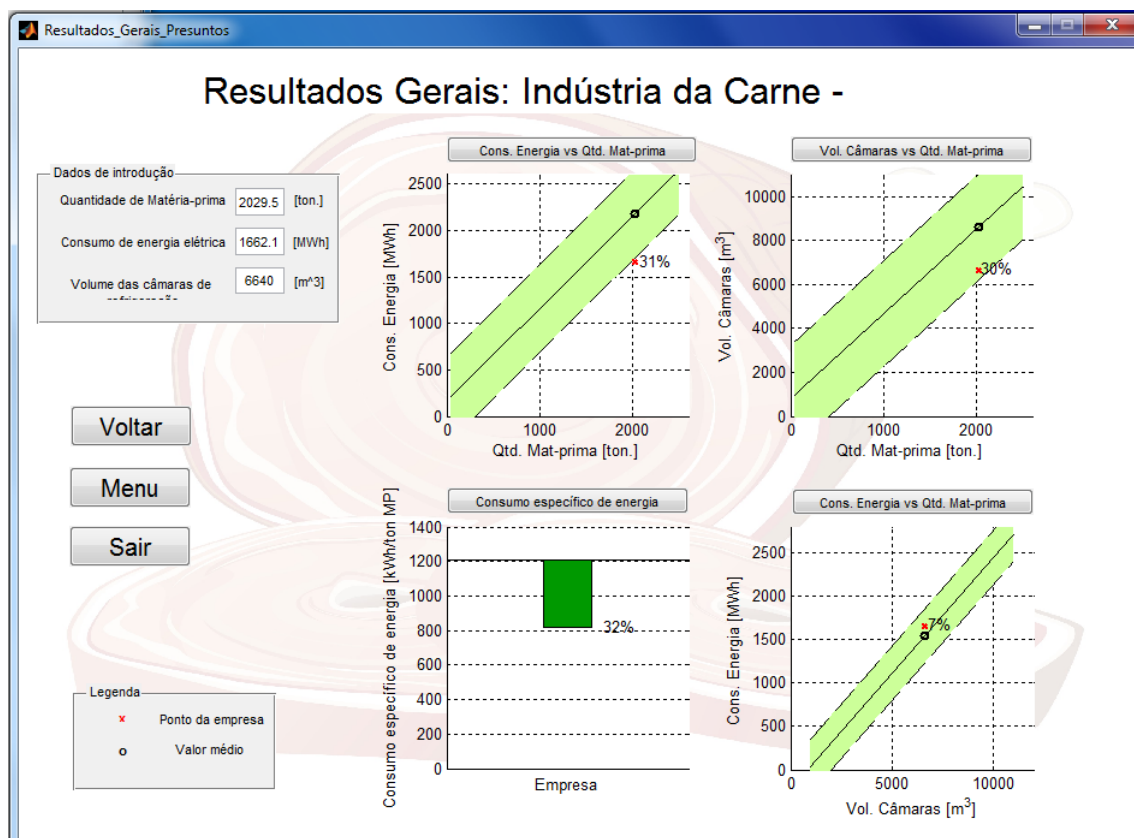 Resultados_Gerais_Presuntos
Resultados Gerais: Indústria da Carne -
Dados de introdução
Quantidade de Matéria-prima 2029.5 [ton.]
Consumo de energia elétrica 1662.1 [MWh]
Volume das câmaras de 6640 [m^3]
refrigeração
Voltar
Menu
Sair
Legenda
x Ponto da empresa
o Valor médio
Cons. Energia vs Qtd. Mat-prima
Cons. Energia [MWh]
2500
2000
1500
1000
500
0
31%
0 1000 2000
Qtd. Mat-prima [ton.]
Vol. Câmaras vs Qtd. Mat-prima
Vol. Câmaras [m³]
10000
8000
6000
4000
2000
0
30%
0 1000 2000
Qtd. Mat-prima [ton.]
Consumo específico de energia
Consumo específico de energia [kWh/ton MP]
1400
1200
1000
800
600
400
200
0
32%
Empresa
Cons. Energia vs Qtd. Mat-prima
Cons. Energia [MWh]
2500
2000
1500
1000
500
0
7%
0 5000 10000
Vol. Câmaras [m³]